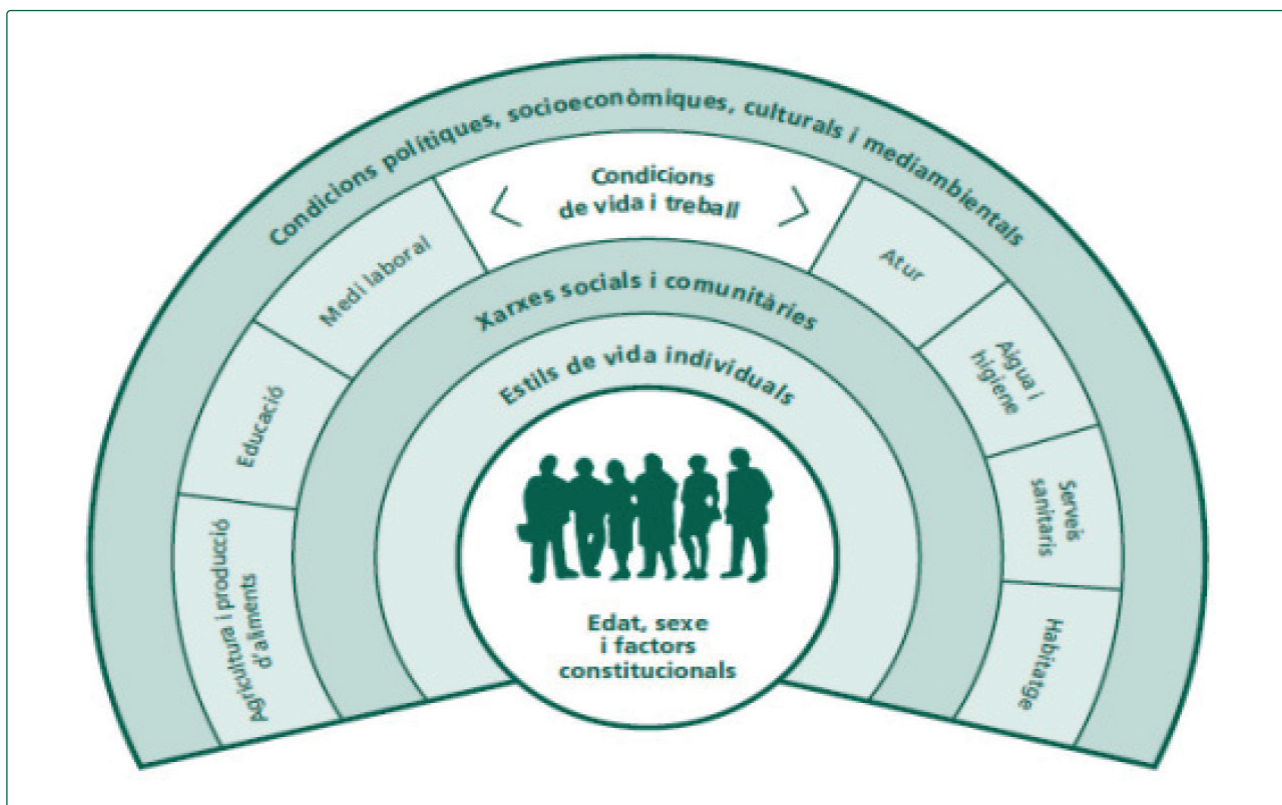 Condicions polítiques, socioeconòmiques, culturals i mediambientals
Condicions
de vida i treball
Medi laboral
Atur
Xarxes socials i comunitàries
Aigua i
higiene
Estils de vida individuals
Educació
Serveis
sanitaris
Agricultura i producció
d'aliments
Habitatge
Edat, sexe
i factors
constitucionals